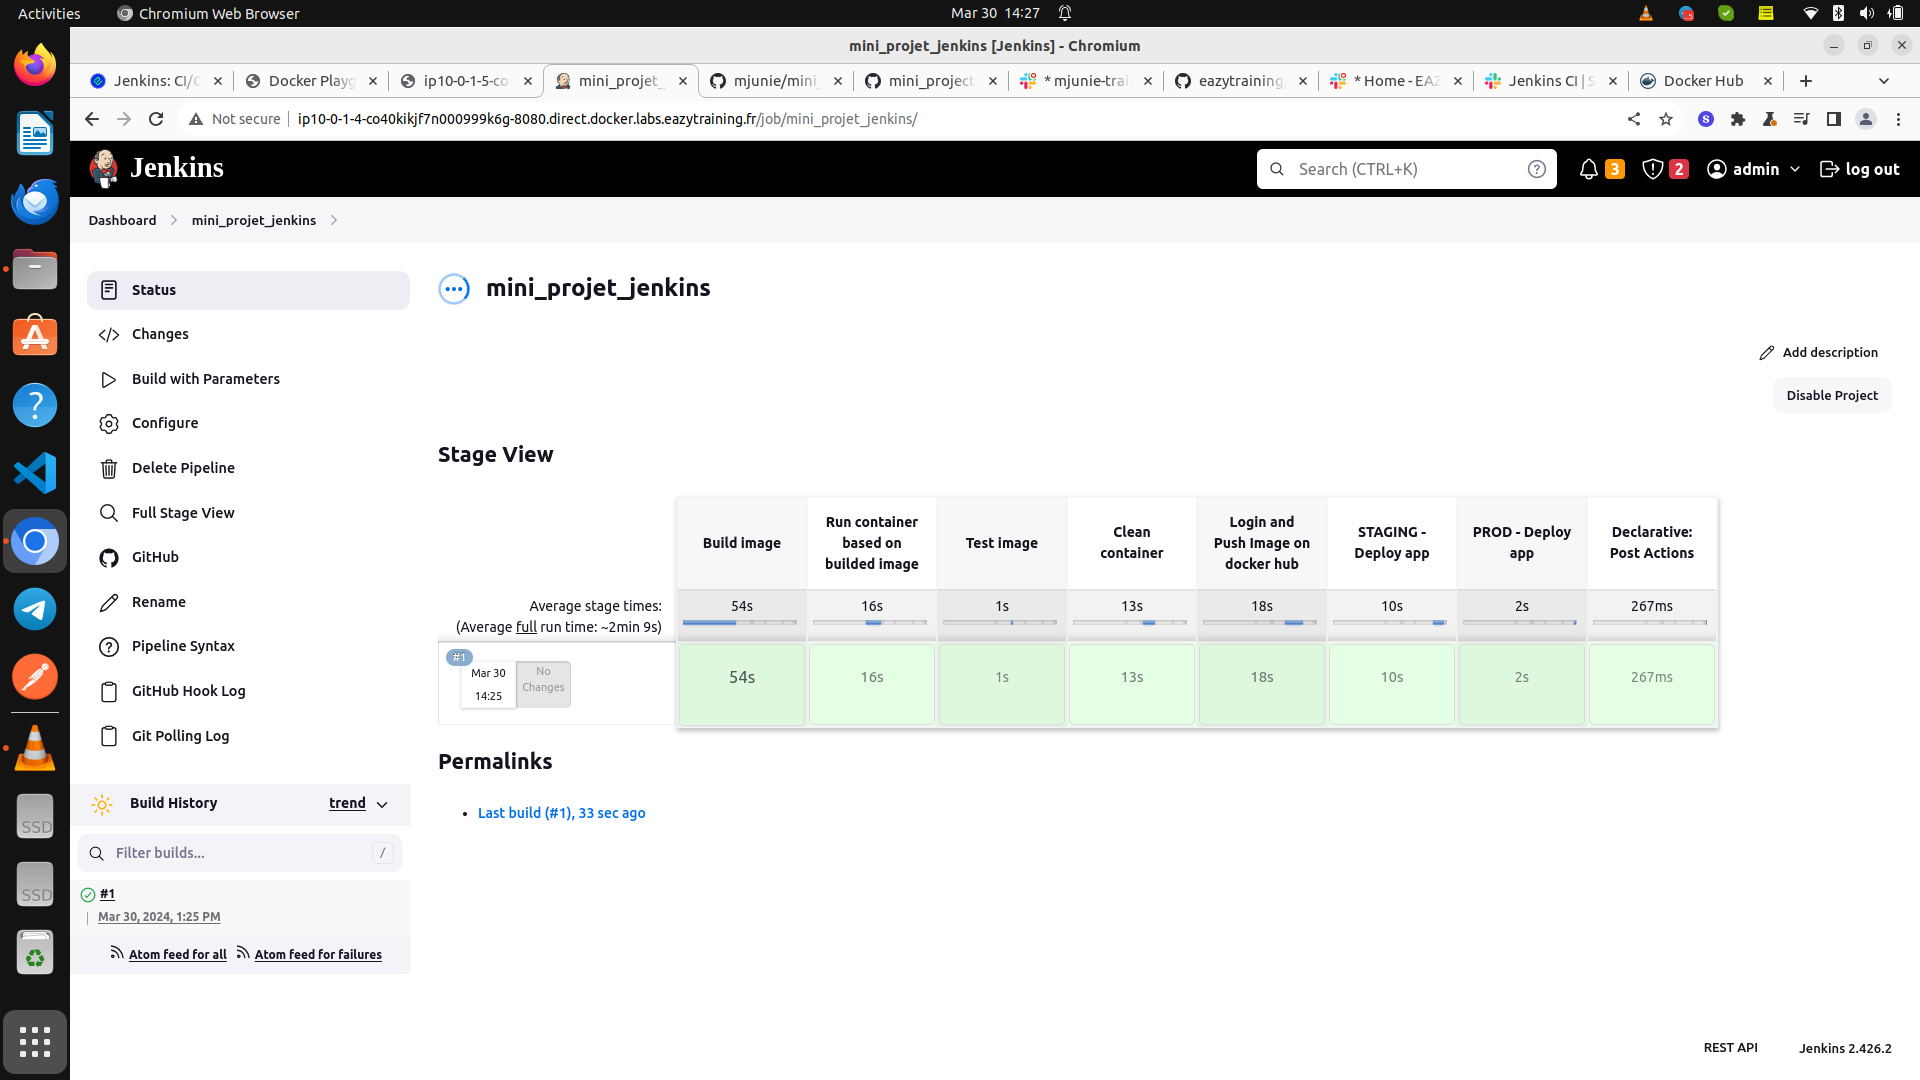 Activities
Chromium Web Browser
Mar 30 14:27
mini_projet_jenkins [Jenkins] - Chromium
Jenkins: CI/C
Docker Playg
ip10-0-1-5-co
mini_projet_
mjunie/mini_
mini_project
* mjunie-trai
eazytraining
* Home - EAZ
Jenkins CI | S
Docker Hub
Not secure
ip10-0-1-4-co40kikjf7n000999k6g-8080.direct.docker.labs.eazytraining.fr/job/mini_projet_jenkins/
Jenkins
Search (CTRL+K)
3
2
admin
log out
Dashboard
mini_projet_jenkins
Status
Changes
Build with Parameters
Configure
Delete Pipeline
Full Stage View
GitHub
Rename
Pipeline Syntax
GitHub Hook Log
Git Polling Log
Build History
trend
Filter builds...
/
#1
Mar 30, 2024, 1:25 PM
Atom feed for all
Atom feed for failures
mini_projet_jenkins
Add description
Disable Project
Stage View
Build image
Run container based on builded image
Test image
Clean container
Login and Push Image on docker hub
STAGING - Deploy app
PROD - Deploy app
Declarative: Post Actions
Average stage times:
(Average full run time: ~2min 9s)
54s
16s
1s
13s
18s
10s
2s
267ms
#1
Mar 30
14:25
No Changes
54s
16s
1s
13s
18s
10s
2s
267ms
Permalinks
Last build (#1), 33 sec ago
SSD
SSD
REST API
Jenkins 2.426.2